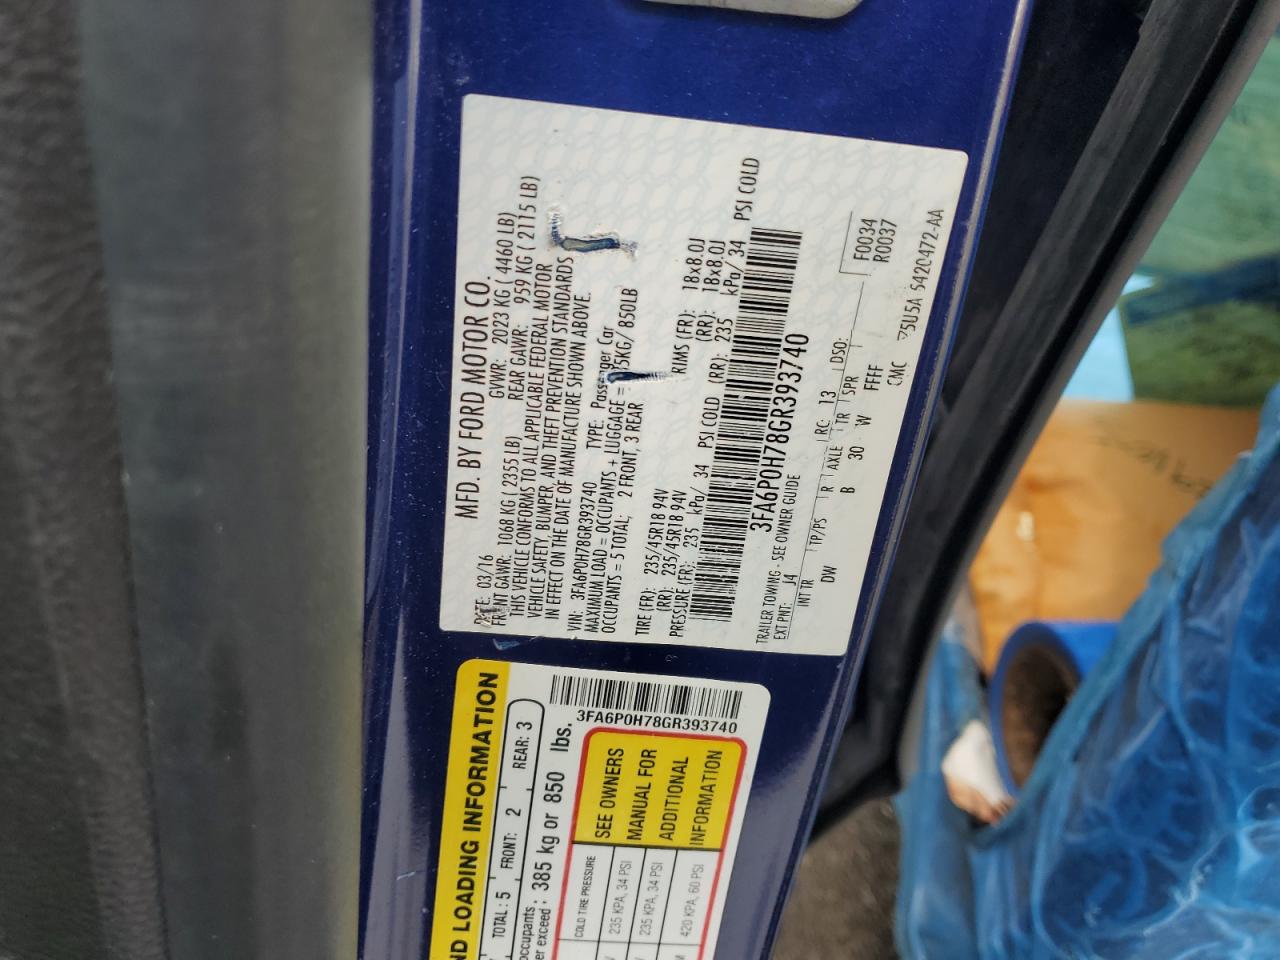 MFD. BY FORD MOTOR CO.
DATE: 03/16 GVWR: 2023 KG ( 4460 LB)
FRONT GAWR: 1068 KG ( 2355 LB) REAR GAWR: 959 KG ( 2115 LB)
THIS VEHICLE CONFORMS TO ALL APPLICABLE FEDERAL MOTOR
VEHICLE SAFETY, BUMPER, AND THEFT PREVENTION STANDARDS
IN EFFECT ON THE DATE OF MANUFACTURE SHOWN ABOVE.
VIN: 3FA6P0H78GR393740 TYPE: Passenger Car
MAXIMUM LOAD = OCCUPANTS + LUGGAGE = 5KG/ 850LB
OCCUPANTS = 5 TOTAL; 2 FRONT, 3 REAR
TIRE (FR): 235/45R18 94V RIMS (FR): 18x8.0J
(RR): 235/45R18 94V (RR): 18x8.0J
PRESSURE (FR): 235 kPa/ 34 PSI COLD (RR): 235 kPa/ 34 PSI COLD
3FA6P0H78GR393740
TRAILER TOWING - SEE OWNER GUIDE
EXT PNT: J4 RC: 13 DSO: F0034
INT TR TP/PS R AXLE TR SPR R0037
DW B 30 W FFFF
CMC 5U5A 5420472-AA
ND LOADING INFORMATION
TOTAL : 5 FRONT: 2 REAR: 3
occupants : 385 kg or 850 lbs.
er exceed :
3FA6P0H78GR393740
COLD TIRE PRESSURE
235 KPA, 34 PSI
235 KPA, 34 PSI
420 KPA, 60 PSI
SEE OWNERS
MANUAL FOR
ADDITIONAL
INFORMATION